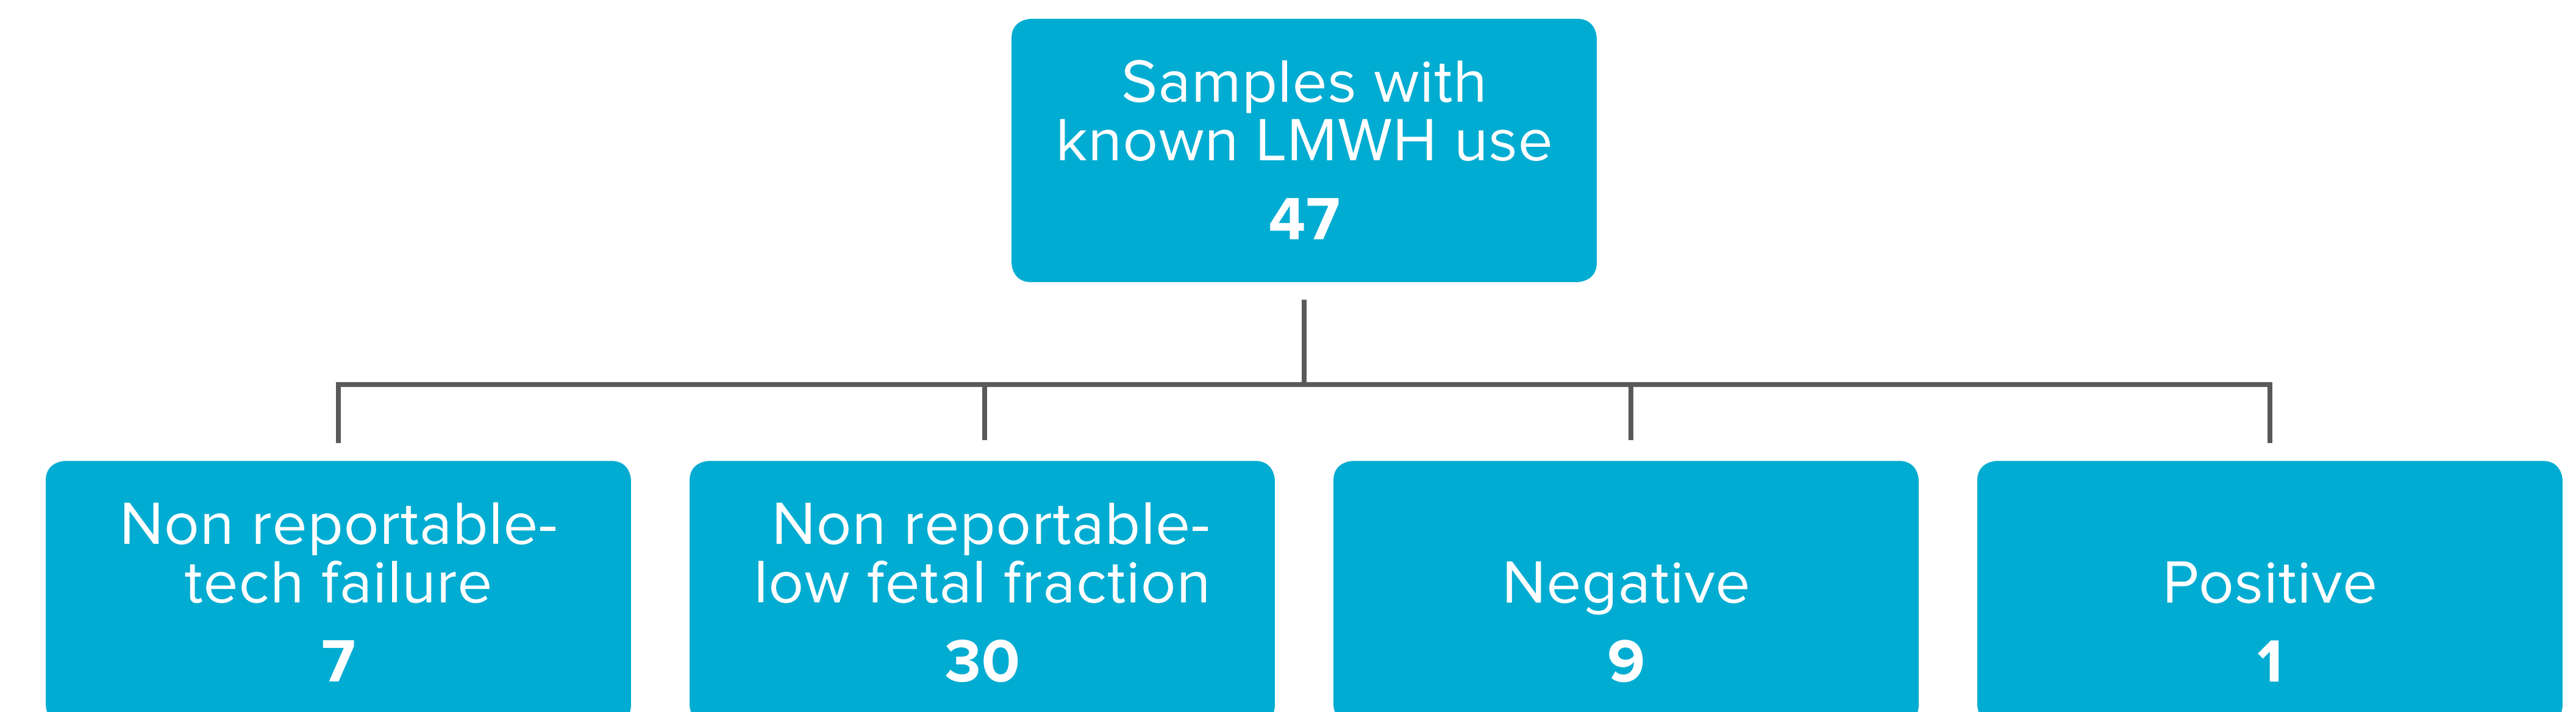 Samples with
known LMWH use
47
Non reportable-
tech failure
7
Non reportable-
low fetal fraction
30
Negative
9
Positive
1